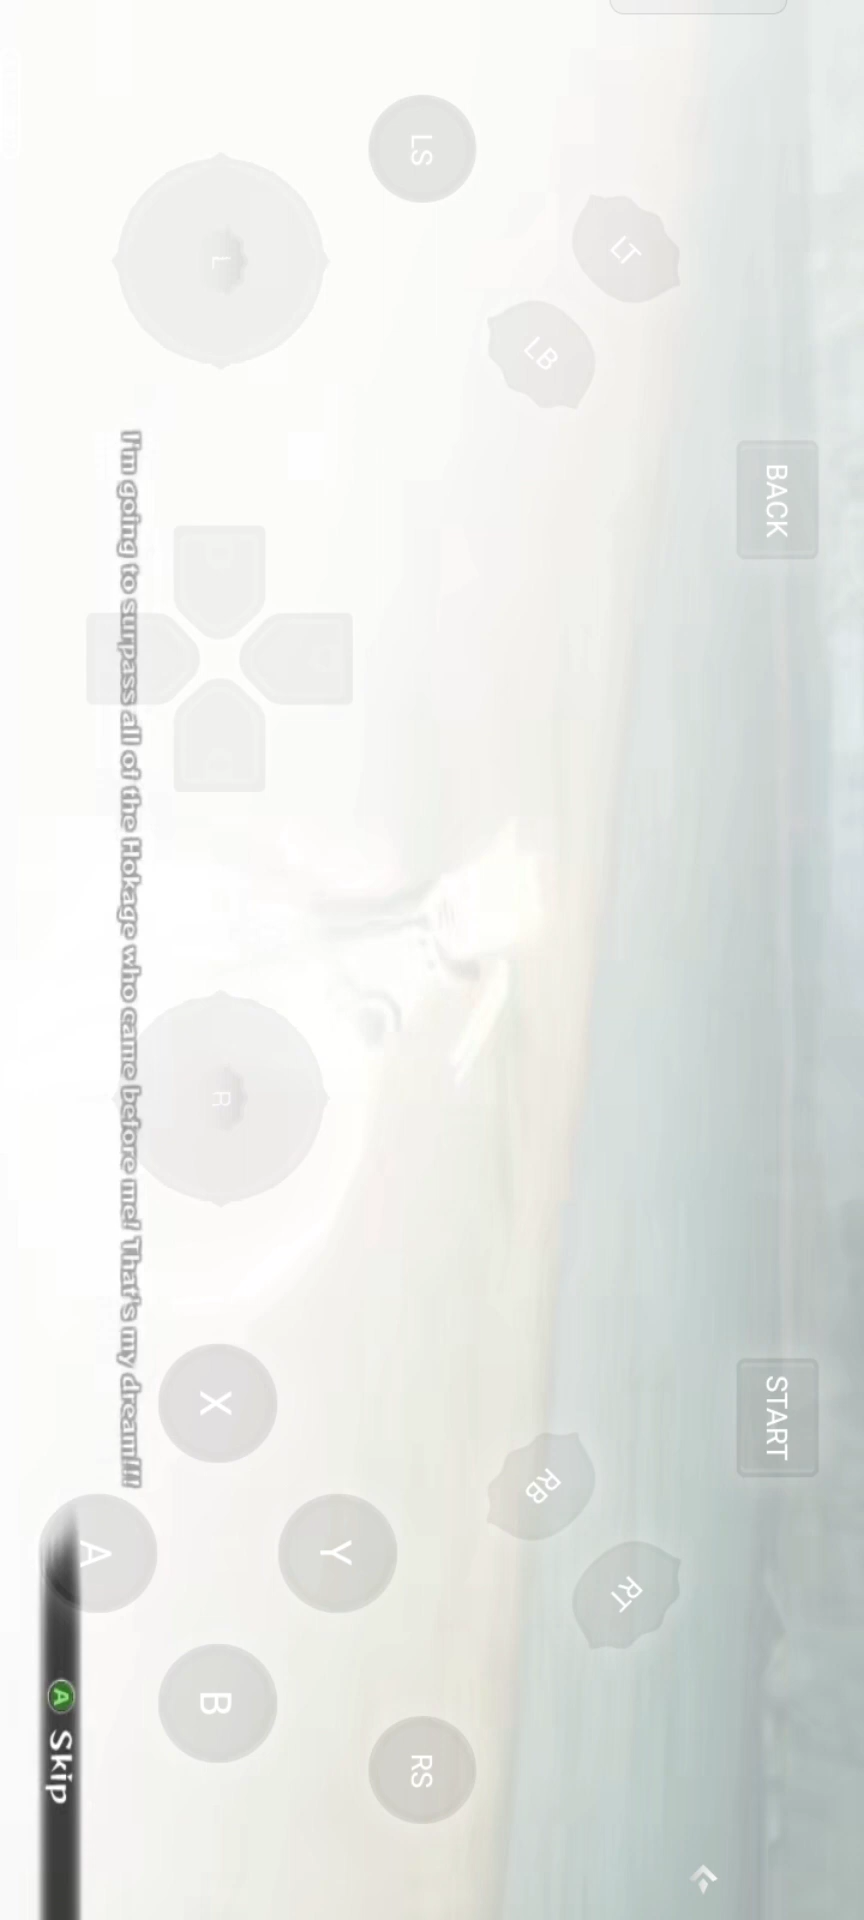 BACK
START
LT
RT
LB
RB
LS
RS
Y
L
R
X
B
I'm going to surpass all of the Hokage who came before me! That's my dream!!!
A
A Skip